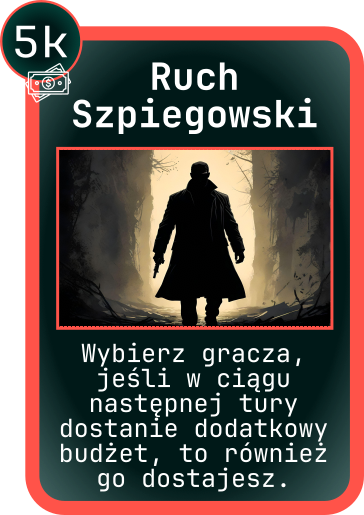 5k
$
Ruch
Szpiegowski
Wybierz gracza,
jeśli w ciągu
następnej tury
dostanie dodatkowy
budżet, to również
go dostajesz.